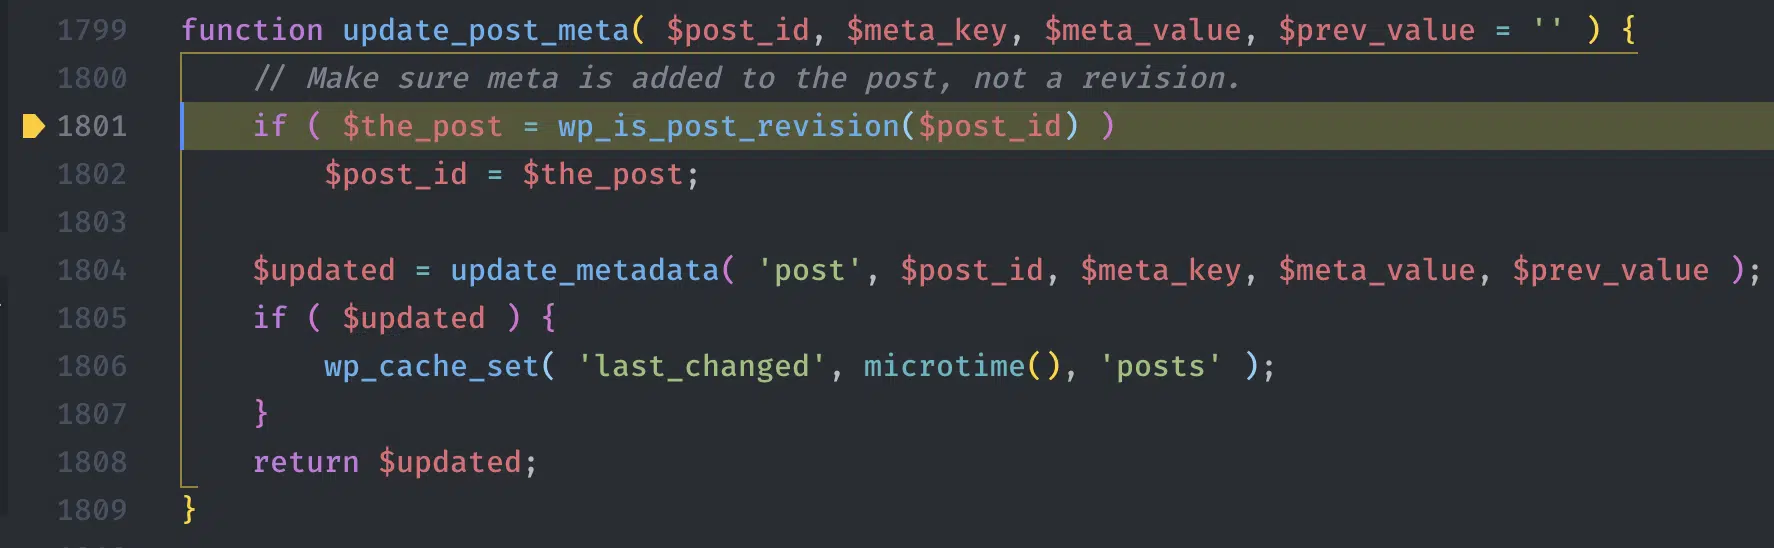 1799 function update_post_meta( $post_id, $meta_key, $meta_value, $prev_value = '' ) {
1800 // Make sure meta is added to the post, not a revision.
1801 if ( $the_post = wp_is_post_revision($post_id) )
1802 $post_id = $the_post;
1803
1804 $updated = update_metadata( 'post', $post_id, $meta_key, $meta_value, $prev_value );
1805 if ( $updated ) {
1806 wp_cache_set( 'last_changed', microtime(), 'posts' );
1807 }
1808 return $updated;
1809 }